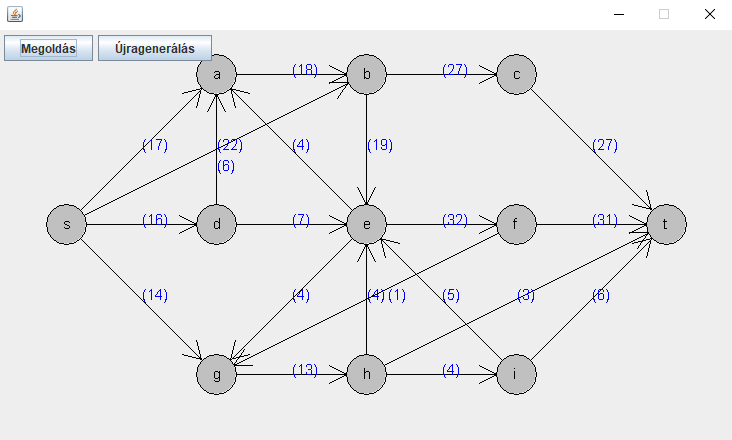 Megoldás Újragenerálás
a (18) b (27) c
(17) (22) (4) (19) (27)
(6)
s (16) d (7) e (32) f (31) t
(14) (4) (4) (1) (5) (3) (6)
g (13) h (4) i